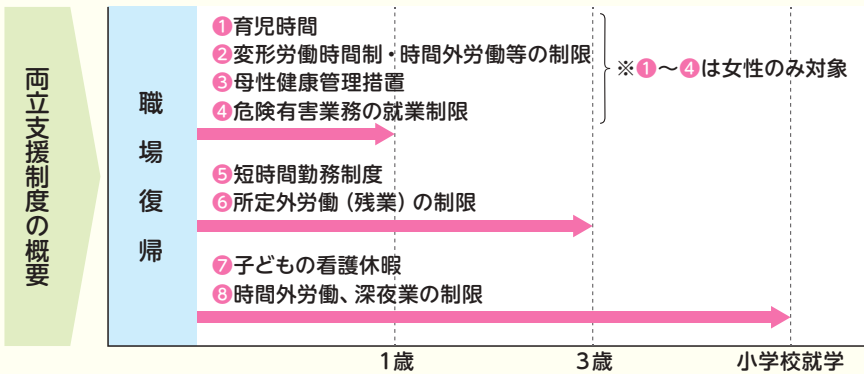 両立支援制度の概要
職場復帰
❶育児時間
❷変形労働時間制・時間外労働等の制限
❸母性健康管理措置
❹危険有害業務の就業制限
※❶〜❹は女性のみ対象
❺短時間勤務制度
❻所定外労働（残業）の制限
❼子どもの看護休暇
❽時間外労働、深夜業の制限
1歳
3歳
小学校就学